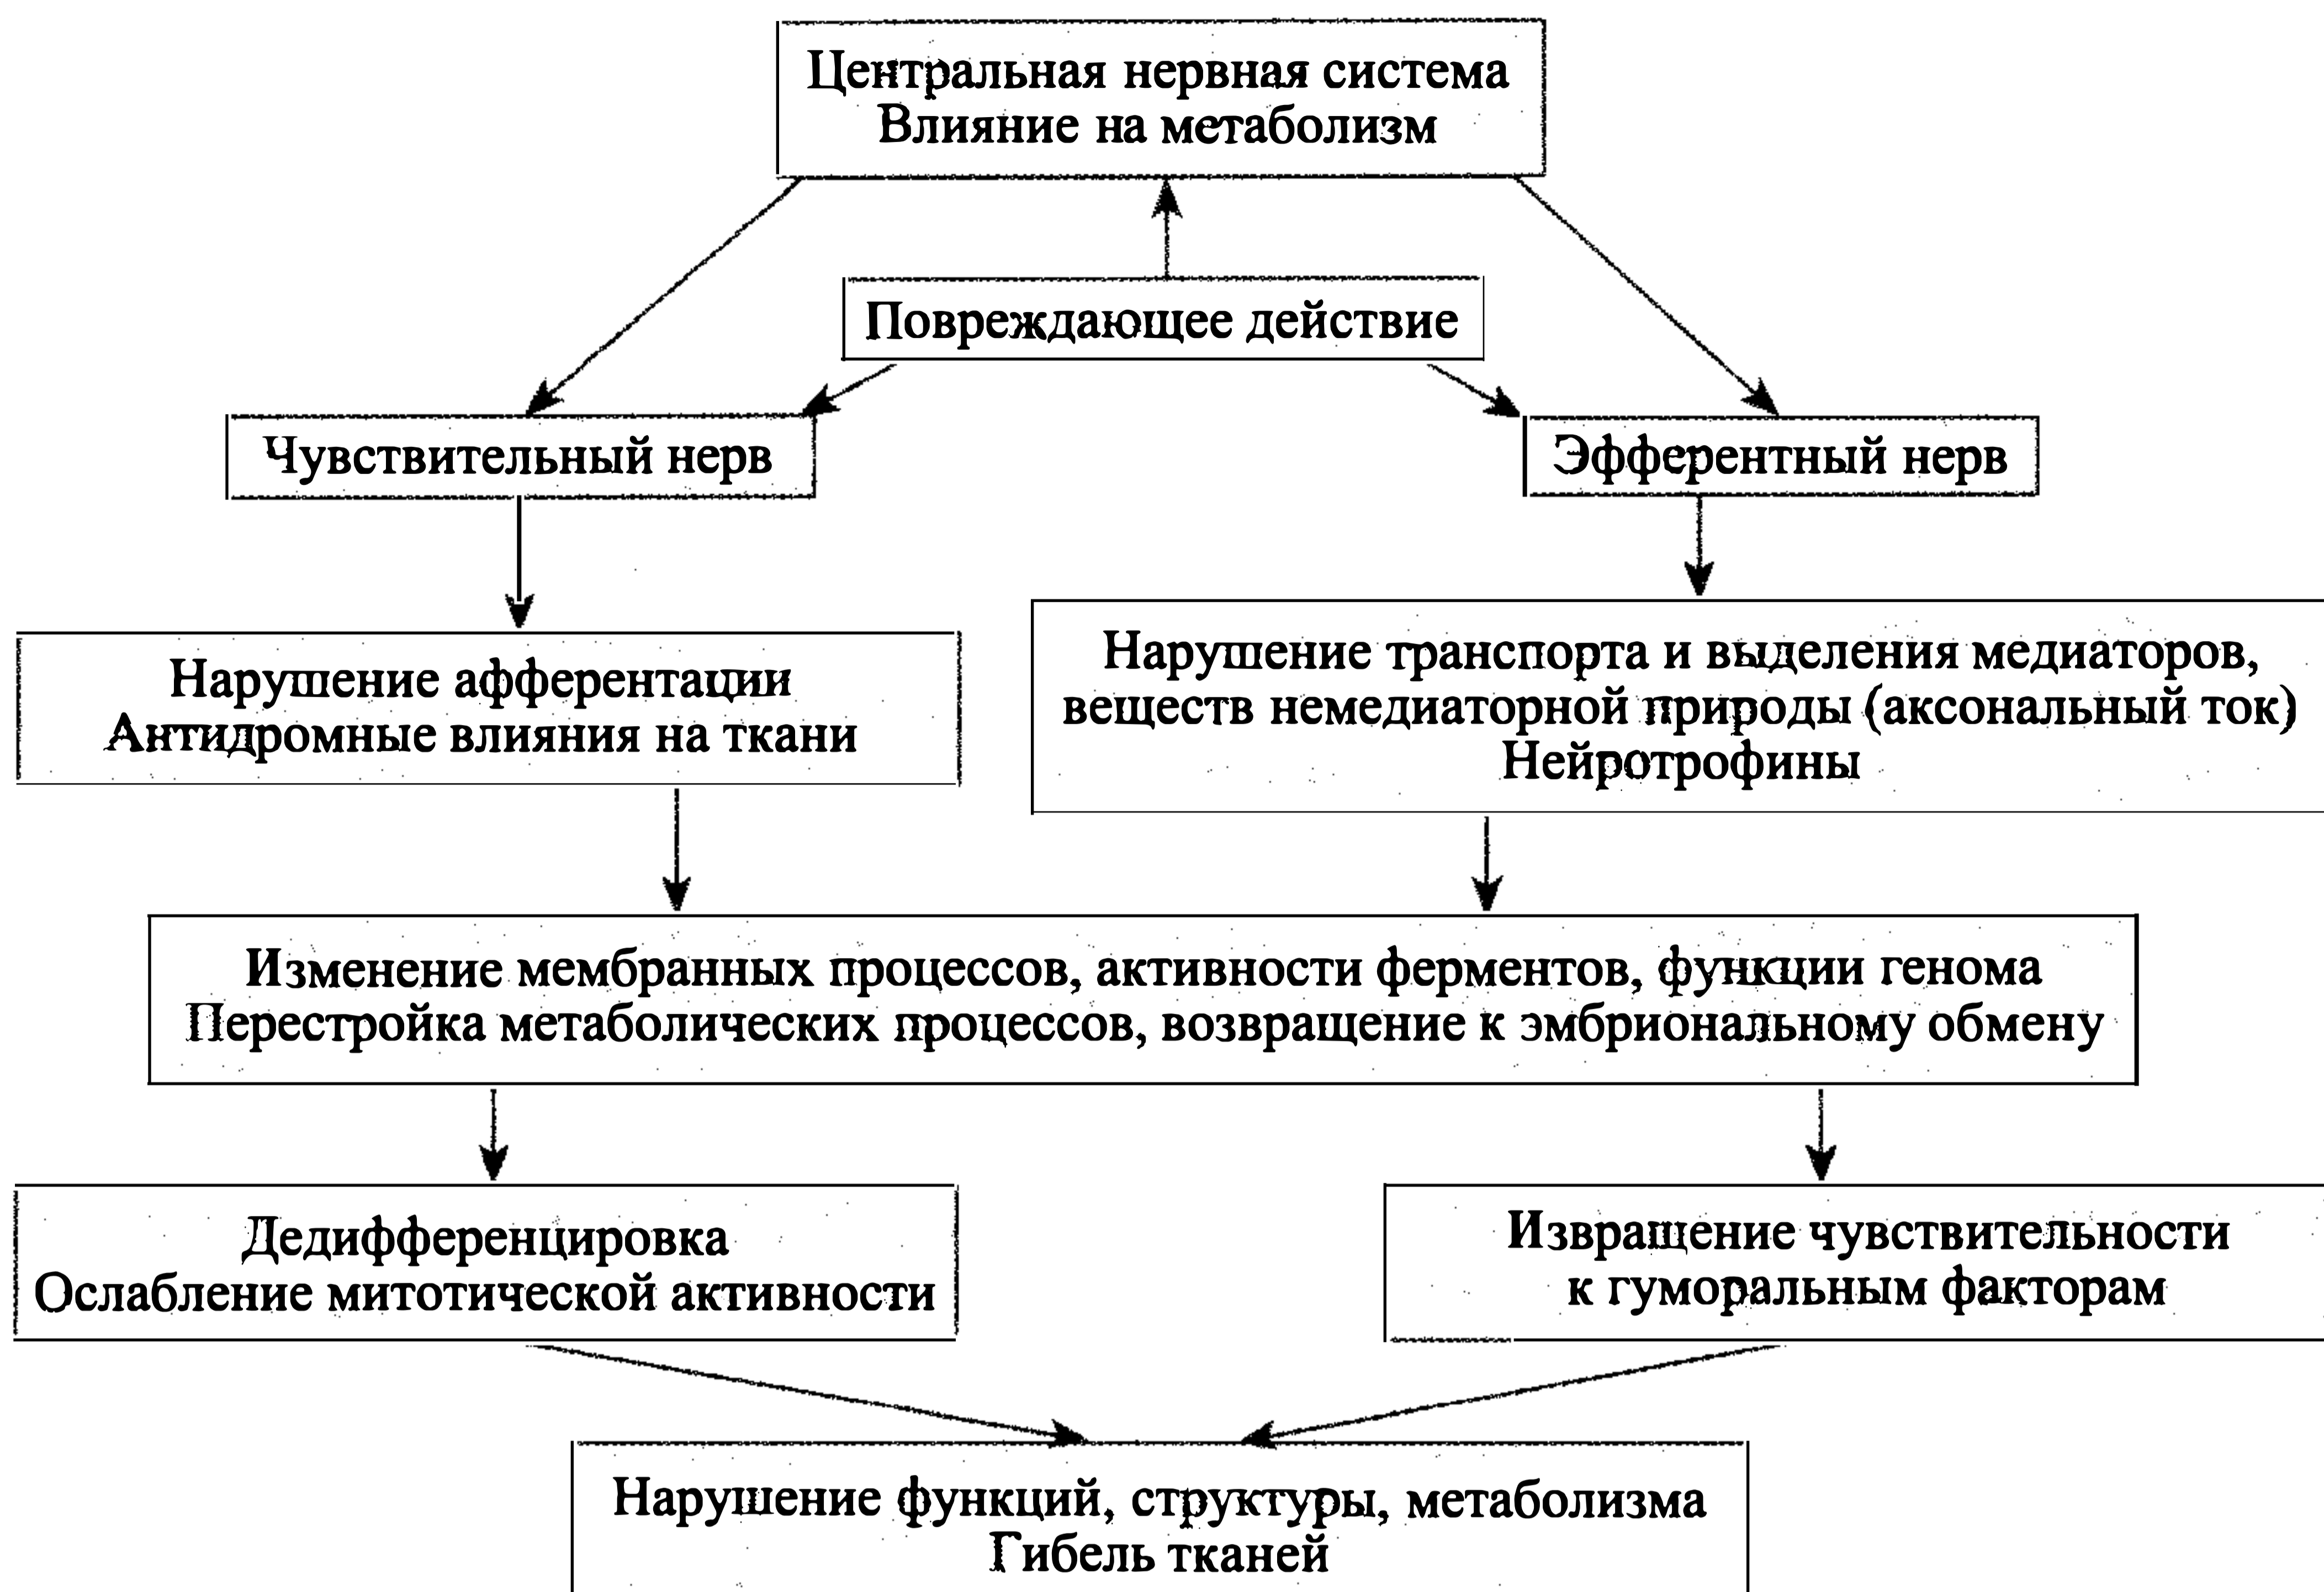 Центральная нервная система
Влияние на метаболизм
Повреждающее действие
Чувствительный нерв
Эфферентный нерв
Нарушение афферентации
Антидромные влияния на ткани
Нарушение транспорта и выделения медиаторов,
веществ немедиаторной природы (аксональный ток)
Нейротрофины
Изменение мембранных процессов, активности ферментов, функции генома
Перестройка метаболических процессов, возвращение к эмбриональному обмену
Дедифференцировка
Ослабление митотической активности
Извращение чувствительности
к гуморальным факторам
Нарушение функций, структуры, метаболизма
Гибель тканей